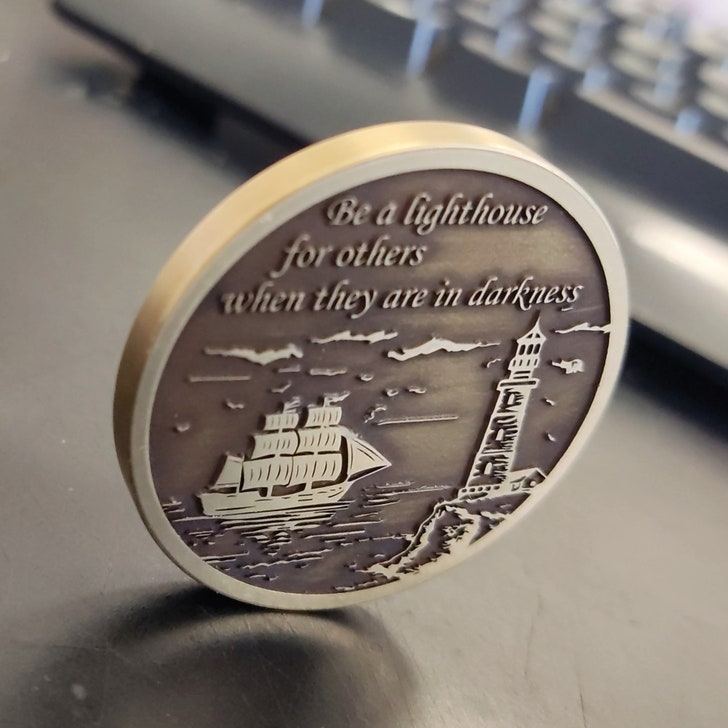 Be a lighthouse
for others
when they are in darkness